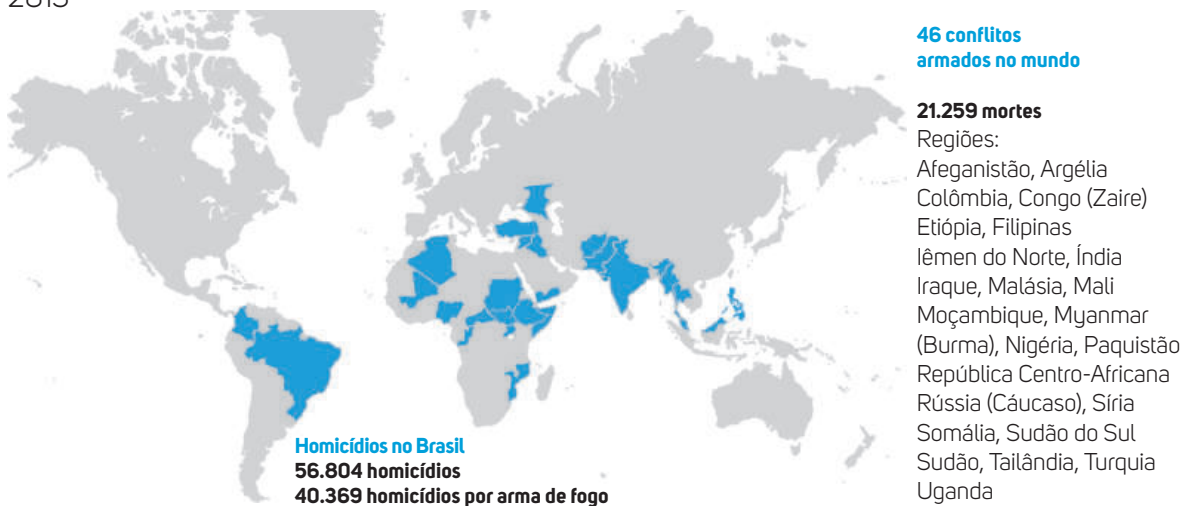 46 conflitos
armados no mundo
21.259 mortes
Regiões:
Afeganistão, Argélia
Colômbia, Congo (Zaire)
Etiópia, Filipinas
Iêmen do Norte, Índia
Iraque, Malásia, Mali
Moçambique, Myanmar
(Burma), Nigéria, Paquistão
República Centro-Africana
Rússia (Cáucaso), Síria
Somália, Sudão do Sul
Sudão, Tailândia, Turquia
Uganda
Homicídios no Brasil
56.804 homicídios
40.369 homicídios por arma de fogo